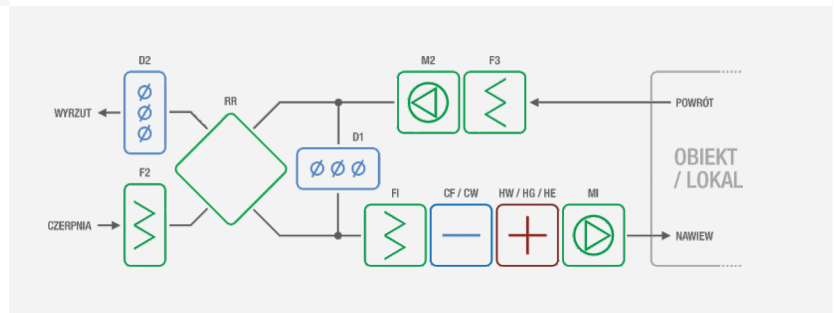 D2
M2
F3
RR
WYRZUT
POWRÓT
D1
OBIEKT
/ LOKAL
F2
FI
CF / CW
HW / HG / HE
MI
CZERPNIA
NAWIEW